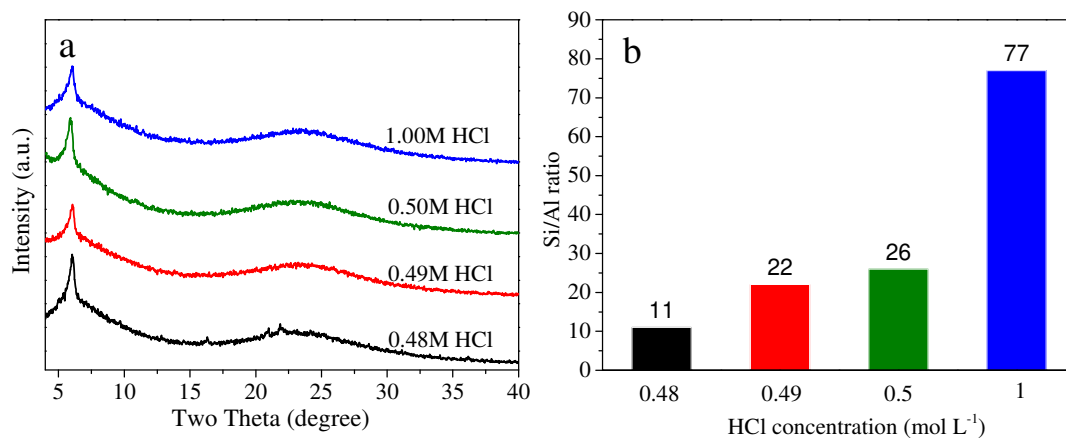 a
1.00M HCl
0.50M HCl
0.49M HCl
0.48M HCl
Intensity (a.u.)
5 10 15 20 25 30 35 40
Two Theta (degree)
b
90
80
70
60
50
40
30
20
10
0
Si/Al ratio
11
22
26
77
0.48 0.49 0.5 1
HCl concentration (mol L⁻¹)